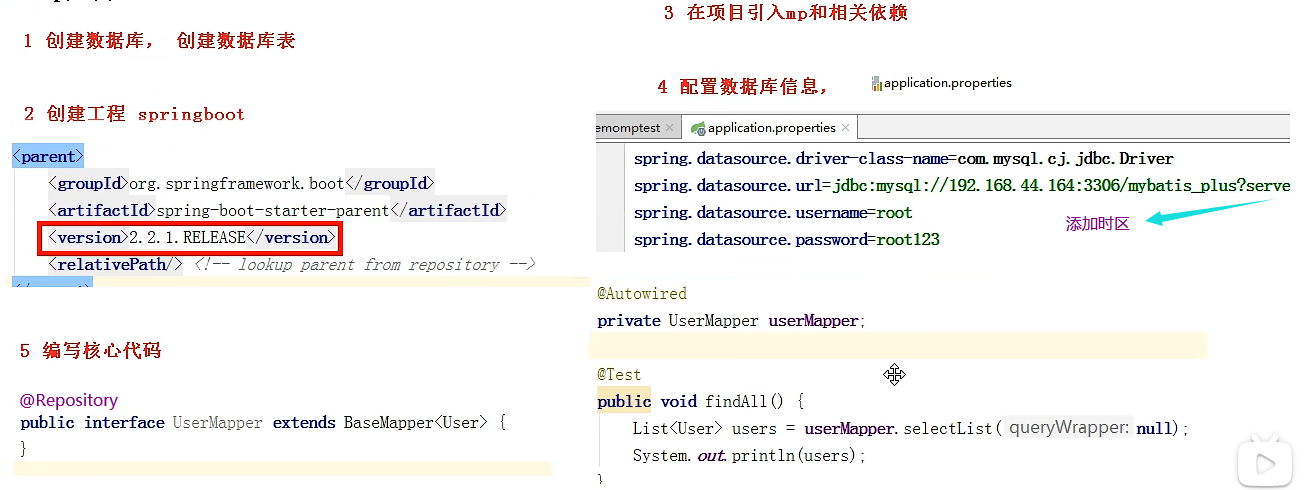 1 创建数据库， 创建数据库表
2 创建工程 springboot
<parent>
<groupId>org.springframework.boot</groupId>
<artifactId>spring-boot-starter-parent</artifactId>
<version>2.2.1.RELEASE</version>
<relativePath/> <!-- lookup parent from repository -->
3 在项目引入mp和相关依赖
4 配置数据库信息， application.properties
emomptest × application.properties ×
spring.datasource.driver-class-name=com.mysql.cj.jdbc.Driver
spring.datasource.url=jdbc:mysql://192.168.44.164:3306/mybatis_plus?serve
spring.datasource.username=root
添加时区
spring.datasource.password=root123
5 编写核心代码
@Repository
public interface UserMapper extends BaseMapper<User> {
}
@Autowired
private UserMapper userMapper;
@Test
public void findAll() {
List<User> users = userMapper.selectList( queryWrapper: null);
System.out.println(users);
}